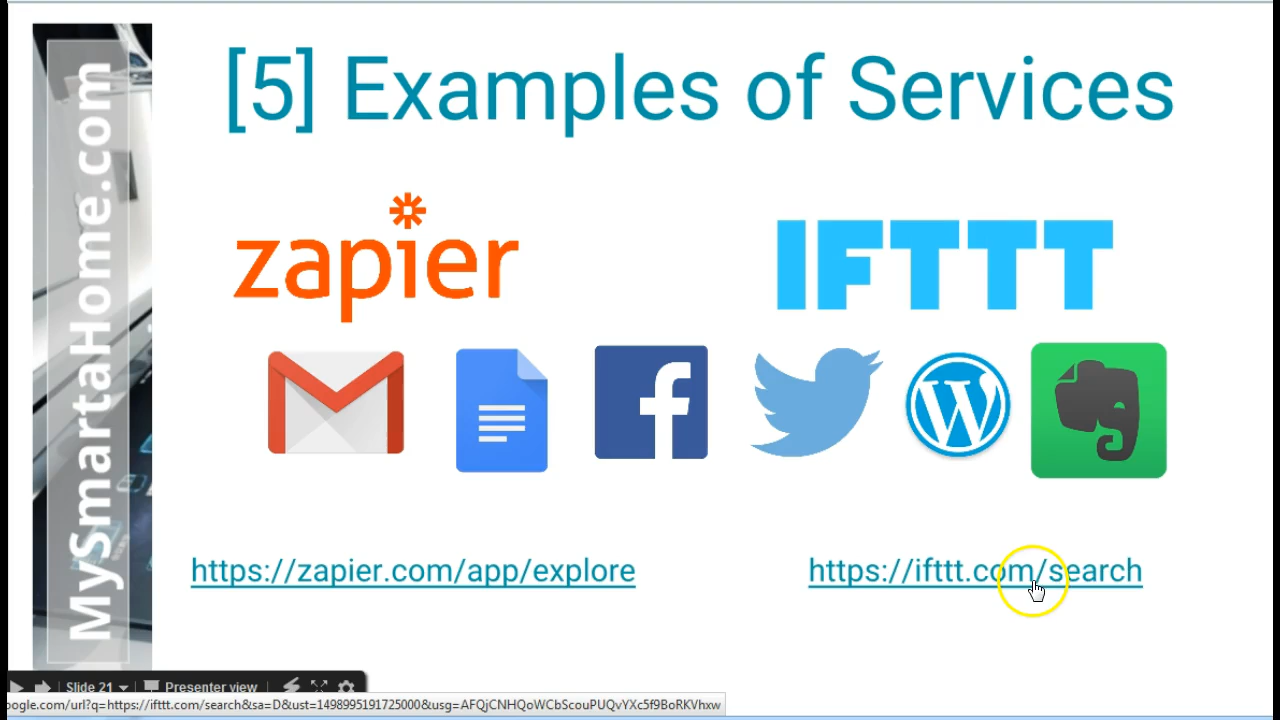 MySmartaHome.com
[5] Examples of Services
zapier
IFTTT
https://zapier.com/app/explore
https://ifttt.com/search
Slide 21
Presenter view
oogle.com/url?q=https://ifttt.com/search&sa=D&ust=1498995191725000&usg=AFQjCNHQoWCbScouPUQvYXc5f9BoRKVhxw